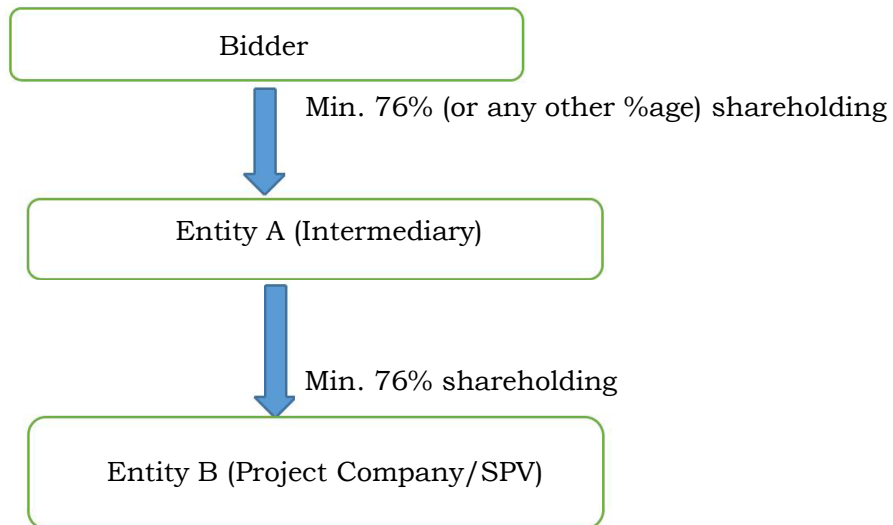 Bidder
Min. 76% (or any other %age) shareholding
Entity A (Intermediary)
Min. 76% shareholding
Entity B (Project Company/SPV)